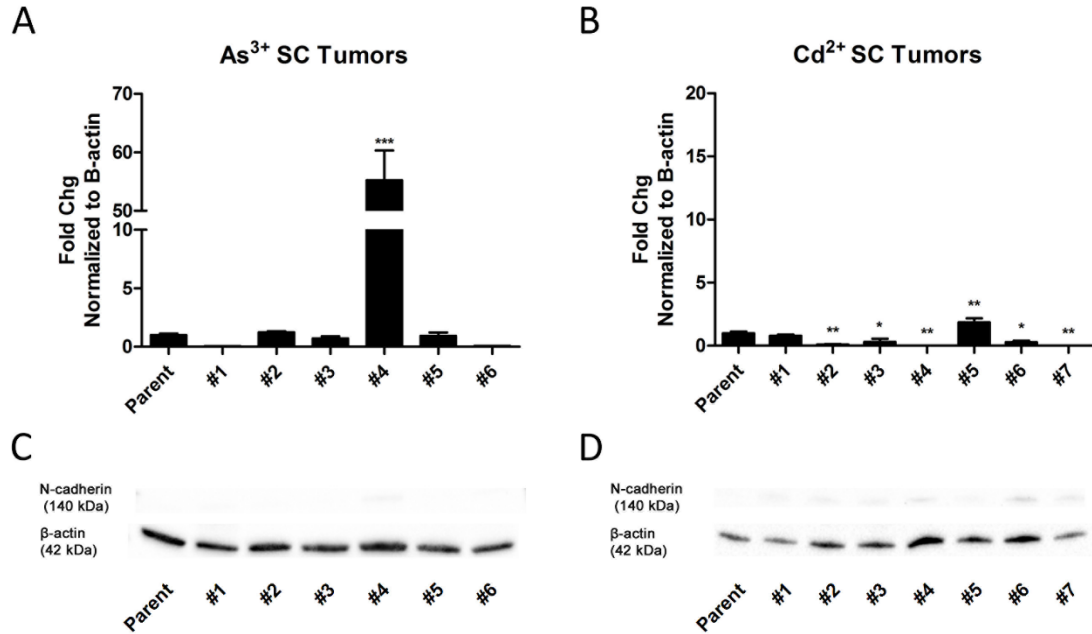 A
As³⁺ SC Tumors
Fold Chg
Normalized to B-actin
70
60
50
10
5
0
***
Parent
#1
#2
#3
#4
#5
#6
B
Cd²⁺ SC Tumors
Fold Chg
Normalized to B-actin
20
15
10
5
0
**
*
**
**
*
**
Parent
#1
#2
#3
#4
#5
#6
#7
C
N-cadherin
(140 kDa)
β-actin
(42 kDa)
Parent
#1
#2
#3
#4
#5
#6
D
N-cadherin
(140 kDa)
β-actin
(42 kDa)
Parent
#1
#2
#3
#4
#5
#6
#7